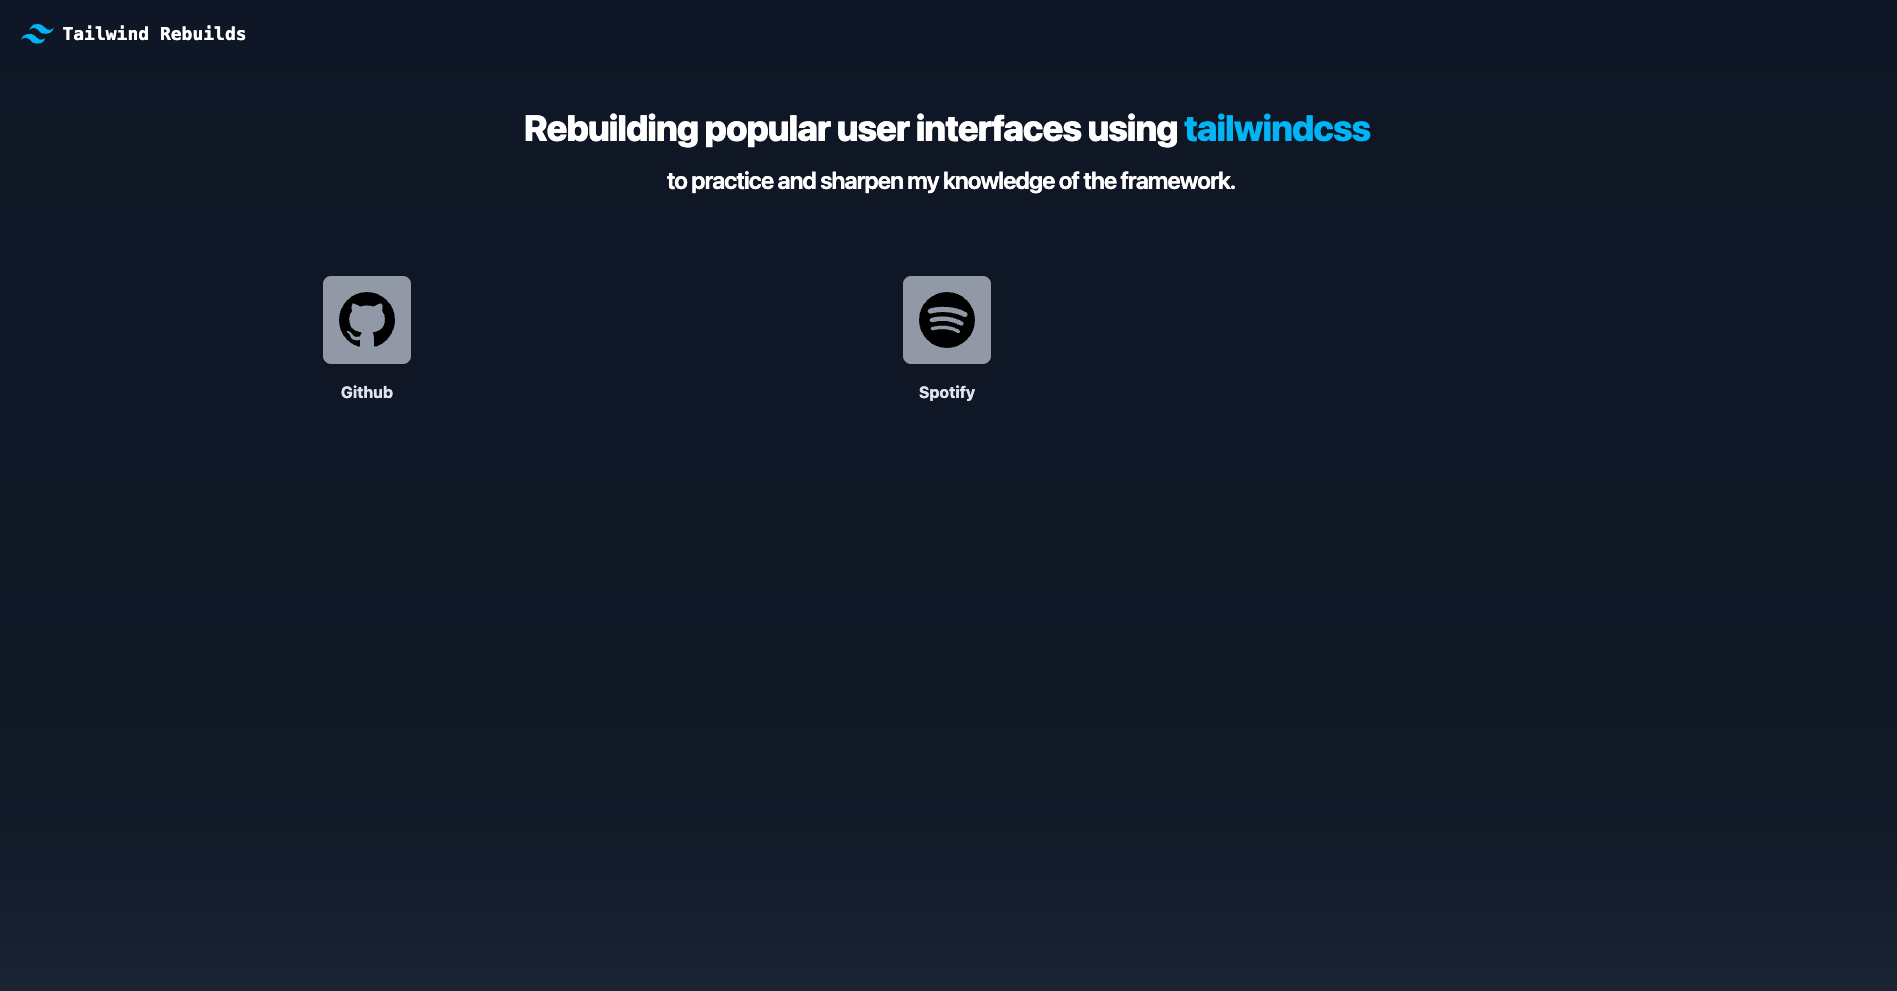 Tailwind Rebuilds
Rebuilding popular user interfaces using tailwindcss
to practice and sharpen my knowledge of the framework.
Github
Spotify